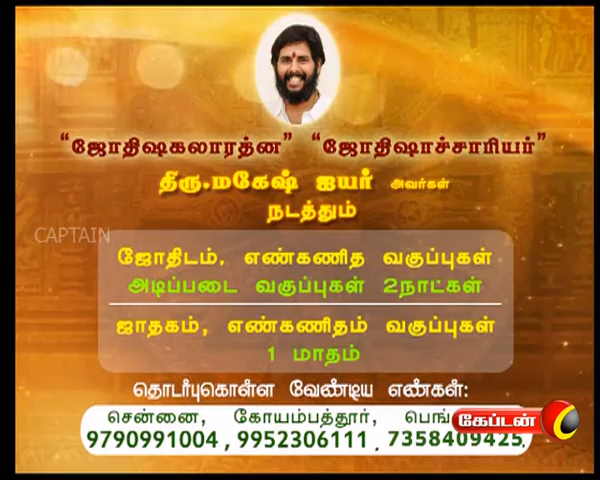 “ஜோதிஷகலாரத்ன” “ஜோதிஷாச்சாரியர்”
திரு.மகேஷ் ஐயர் அவர்கள்
நடத்தும்
CAPTAIN
ஜோதிடம், எண்கணித வகுப்புகள்
அடிப்படை வகுப்புகள் 2நாட்கள்
ஜாதகம், எண்கணிதம் வகுப்புகள்
1 மாதம்
தொடர்புகொள்ள வேண்டிய எண்கள்:
சென்னை, கோயம்பத்தூர்,
கேப்டன்
9790991004 , 9952306111 , 7358409425.